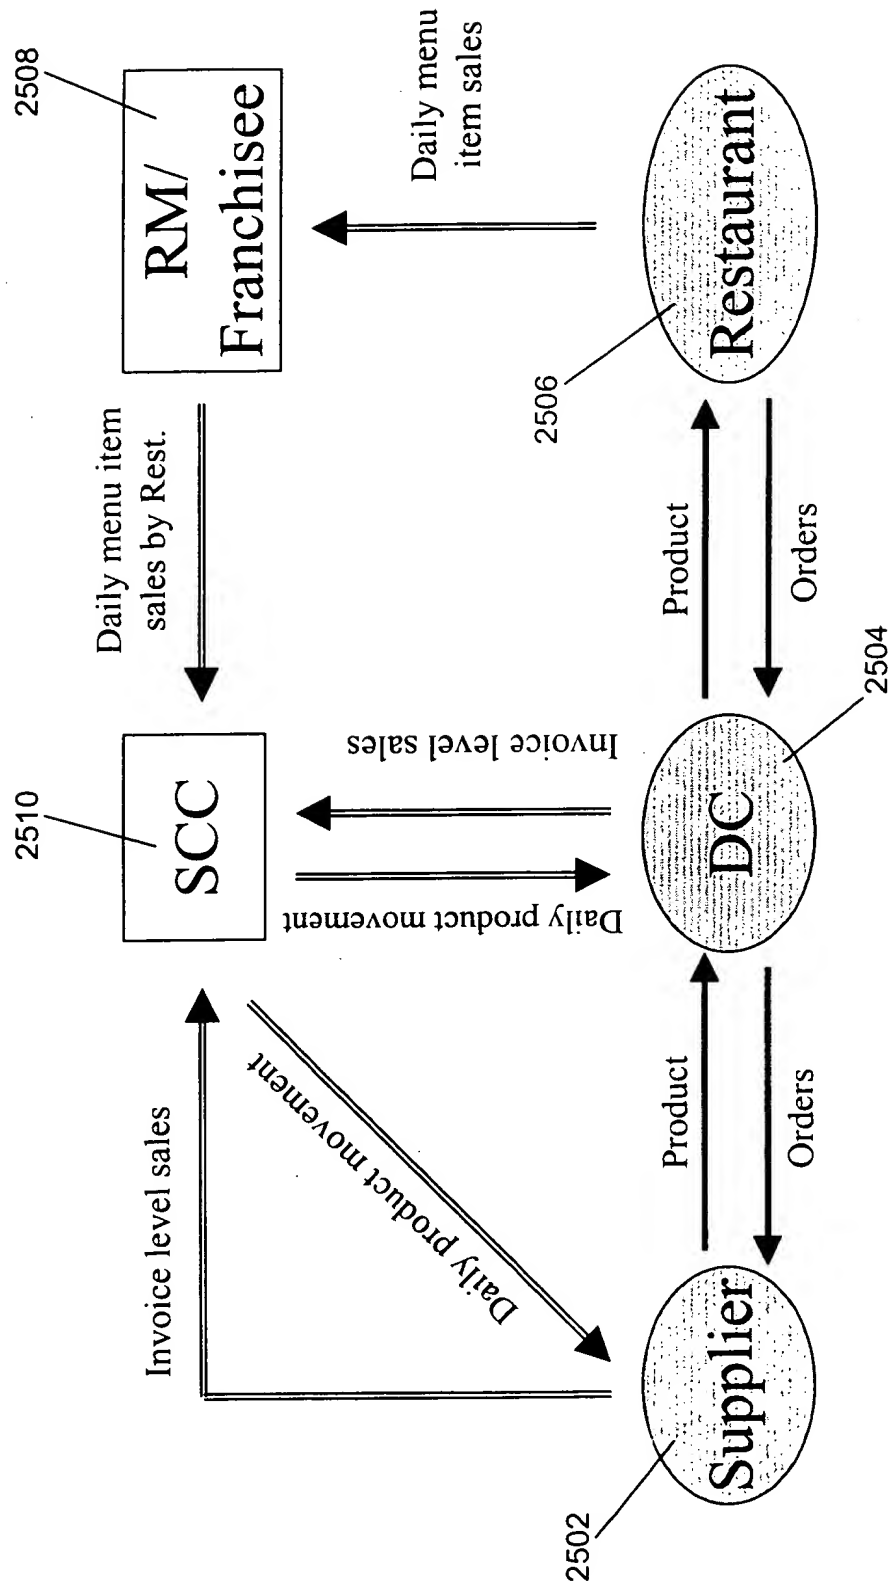 2510
SCC
Daily menu item
sales by Rest.
2508
RM/
Franchisee
Invoice level sales
Daily product movement
Daily product movement
Invoice level sales
Daily menu
item sales
2502
Supplier
Product
Orders
DC
2504
Product
Orders
2506
Restaurant